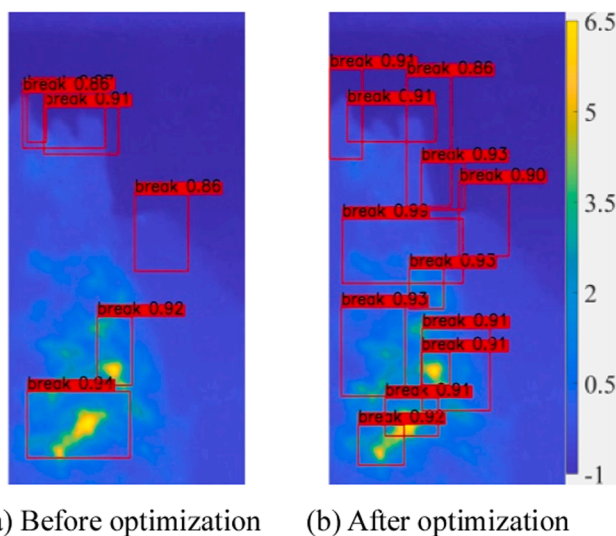 break 0.86
break 0.91
break 0.86
break 0.92
break 0.94
break 0.91
break 0.86
break 0.91
break 0.93
break 0.90
break 0.99
break 0.93
break 0.93
break 0.91
break 0.91
break 0.91
break 0.92
6.5
5
3.5
2
0.5
-1
) Before optimization
(b) After optimization